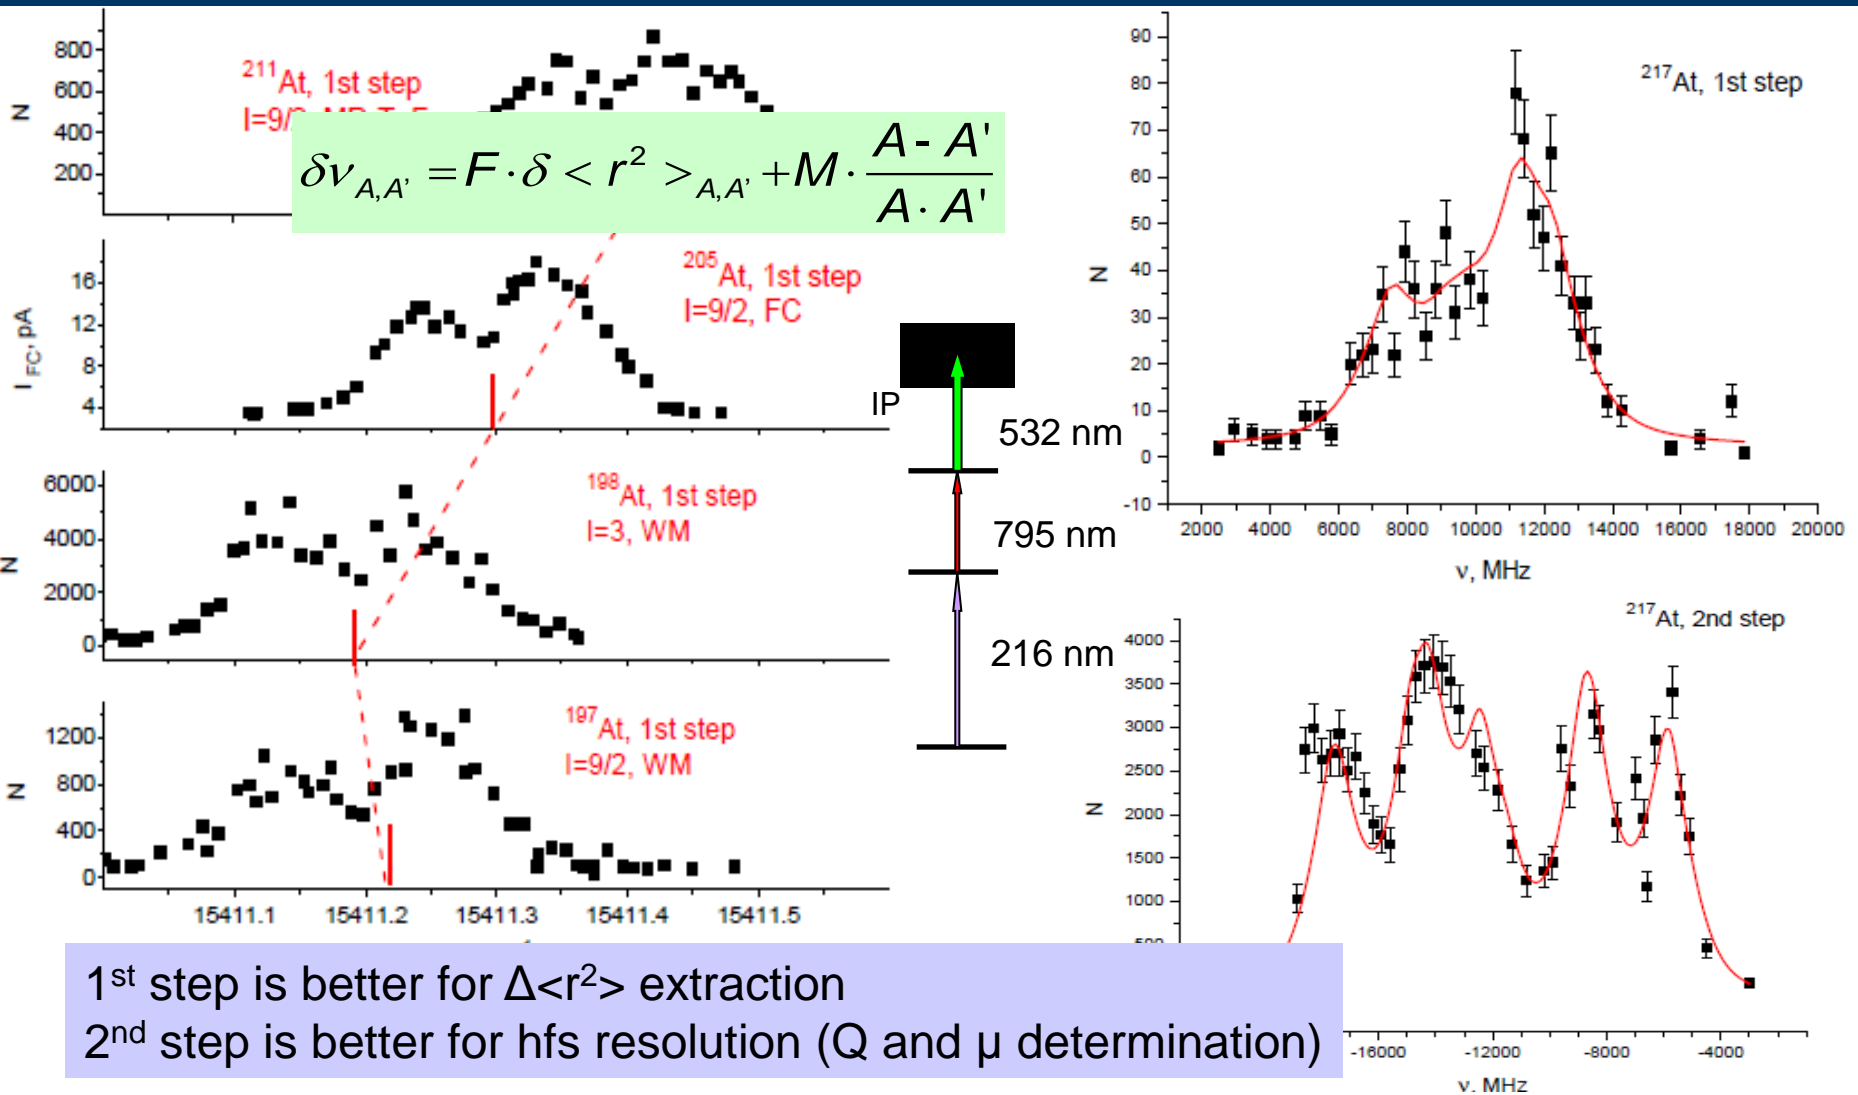 800
600
400
200
N
²¹¹At, 1st step
δν A,A' = F · δ < r² > A,A' + M · A - A' / A · A'
16
12
8
4
I FC, pA
²⁰⁵At, 1st step
I=9/2, FC
6000
4000
2000
0
N
¹⁹⁸At, 1st step
I=3, WM
1200
800
400
0
N
¹⁹⁷At, 1st step
I=9/2, WM
15411.1 15411.2 15411.3 15411.4 15411.5
IP
532 nm
795 nm
216 nm
90
80
70
60
50
40
30
20
10
0
-10
N
²¹⁷At, 1st step
2000 4000 6000 8000 10000 12000 14000 16000 18000 20000
ν, MHz
²¹⁷At, 2nd step
4000
3500
3000
2500
2000
1500
1000
N
-16000 -12000 -8000 -4000
ν, MHz
1st step is better for Δ<r²> extraction
2nd step is better for hfs resolution (Q and μ determination)